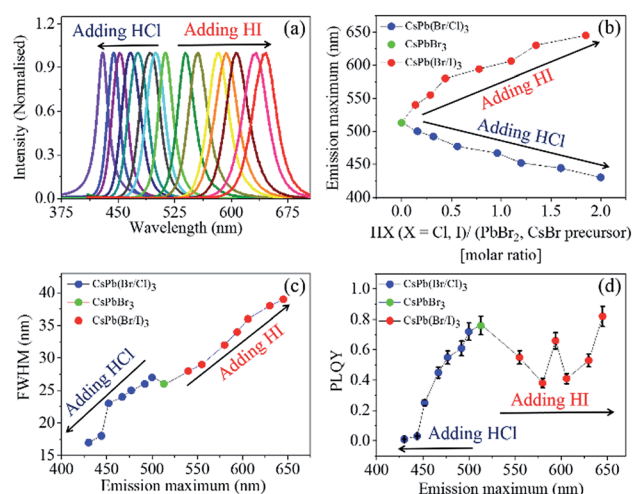 (a)
Adding HCl
Adding HI
Intensity (Normalised)
1.2
0.9
0.6
0.3
0.0
375 450 525 600 675
Wavelength (nm)
(b)
CsPb(Br/Cl)3
CsPbBr3
CsPb(Br/I)3
Adding HI
Adding HCl
Emission maximum (nm)
650
600
550
500
450
400
0.0 0.5 1.0 1.5 2.0
HX (X = Cl, I)/ (PbBr2, CsBr precursor)
[molar ratio]
(c)
CsPb(Br/Cl)3
CsPbBr3
CsPb(Br/I)3
Adding HCl
Adding HI
FWHM (nm)
40
35
30
25
20
15
400 450 500 550 600 650
Emission maximum (nm)
(d)
CsPb(Br/Cl)3
CsPbBr3
CsPb(Br/I)3
Adding HI
Adding HCl
PLQY
1.0
0.8
0.6
0.4
0.2
0.0
400 450 500 550 600 650
Emission maximum (nm)